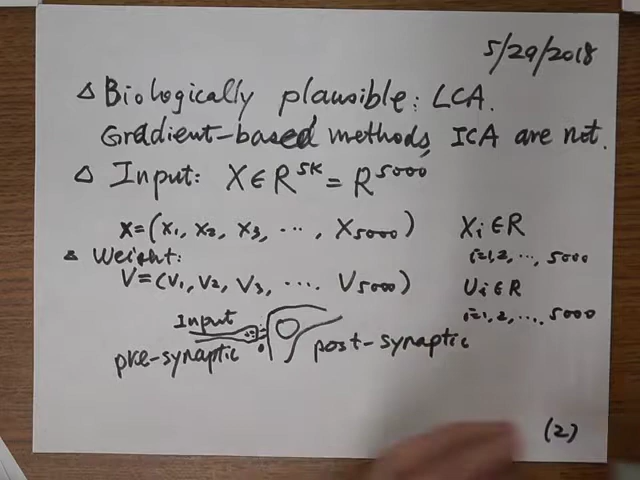 5/29/2018
△ Biologically plausible: LCA.
Gradient-based methods, ICA are not.
△ Input: X∈R^5K = R^5000
x=(x1, x2, x3, ..., X5000) Xi∈R
i=1,2, ..., 5000
△ Weight:
V=(V1, V2, V3, .... V5000) Ui∈R
i=1,2, ..., 5000
Input
pre-synaptic post-synaptic
(2)